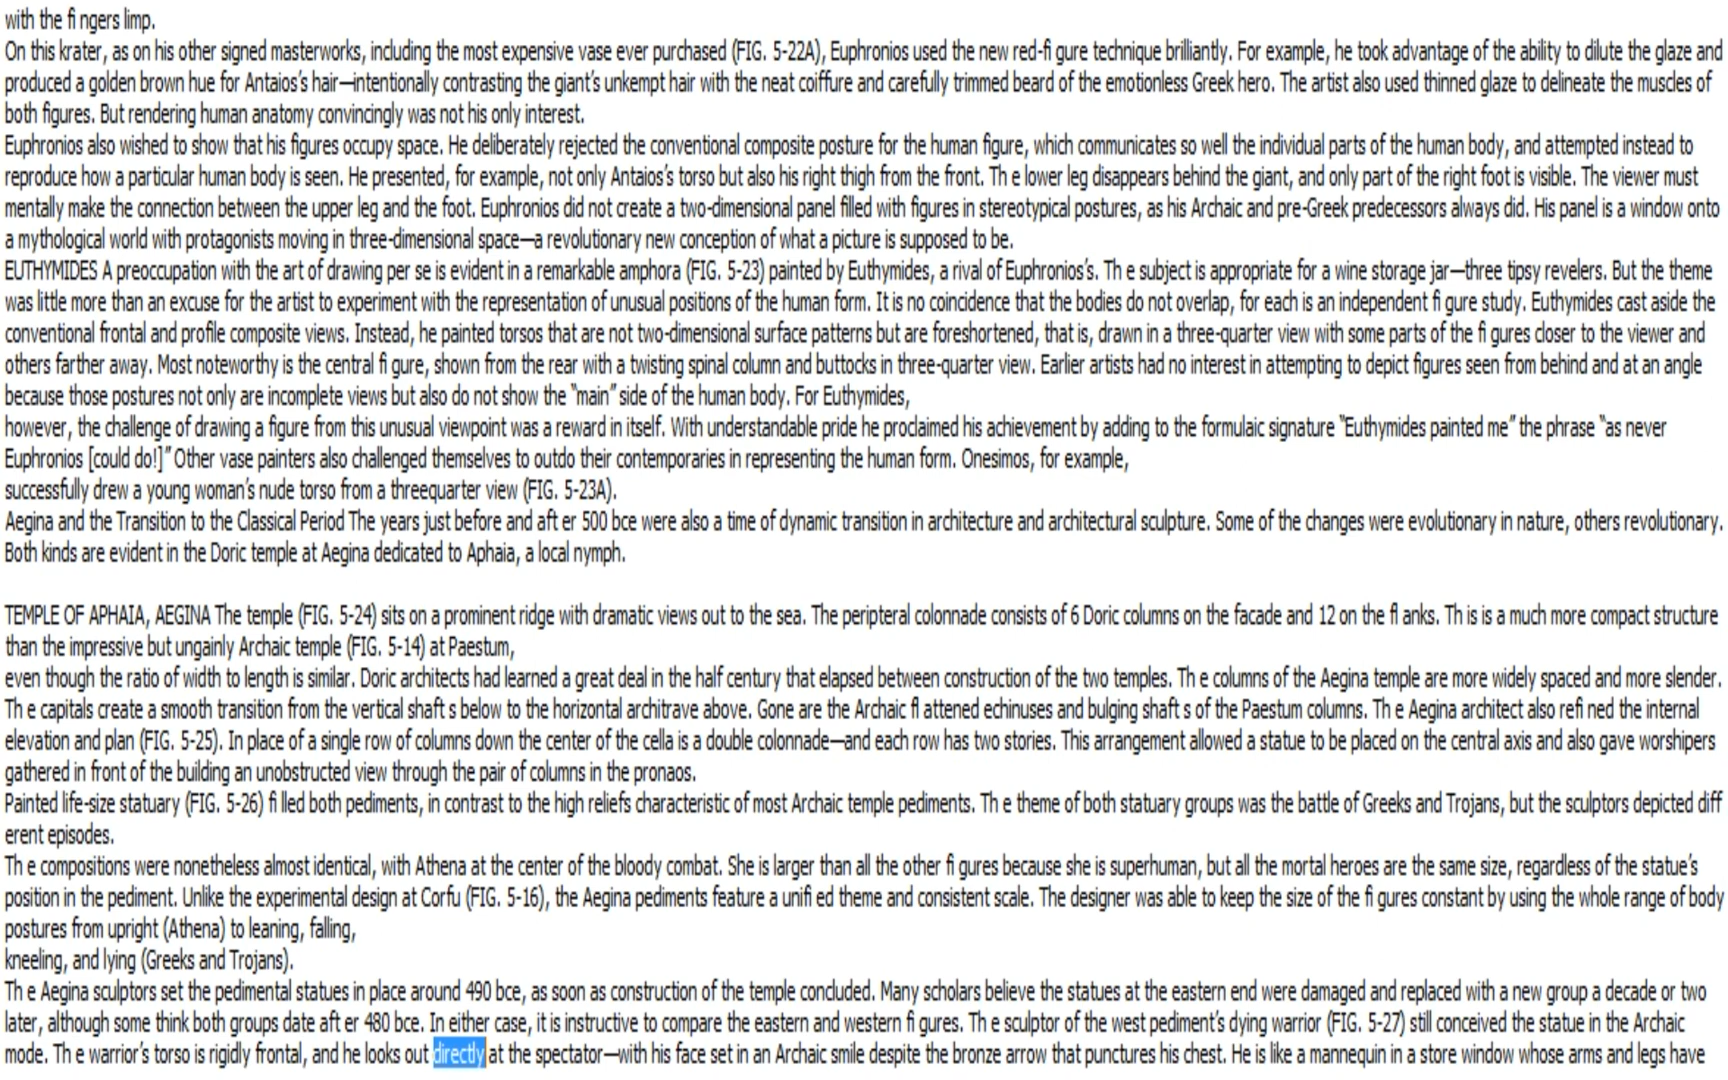 with the fi ngers limp.
On this krater, as on his other signed masterworks, including the most expensive vase ever purchased (FIG. 5-22A), Euphronios used the new red-fi gure technique brilliantly. For example, he took advantage of the ability to dilute the glaze and
produced a golden brown hue for Antaios's hair—intentionally contrasting the giant's unkempt hair with the neat coiffure and carefully trimmed beard of the emotionless Greek hero. The artist also used thinned glaze to delineate the muscles of
both figures. But rendering human anatomy convincingly was not his only interest.
Euphronios also wished to show that his figures occupy space. He deliberately rejected the conventional composite posture for the human figure, which communicates so well the individual parts of the human body, and attempted instead to
reproduce how a particular human body is seen. He presented, for example, not only Antaios's torso but also his right thigh from the front. Th e lower leg disappears behind the giant, and only part of the right foot is visible. The viewer must
mentally make the connection between the upper leg and the foot. Euphronios did not create a two-dimensional panel filled with figures in stereotypical postures, as his Archaic and pre-Greek predecessors always did. His panel is a window onto
a mythological world with protagonists moving in three-dimensional space—a revolutionary new conception of what a picture is supposed to be.
EUTHYMIDES A preoccupation with the art of drawing per se is evident in a remarkable amphora (FIG. 5-23) painted by Euthymides, a rival of Euphronios's. Th e subject is appropriate for a wine storage jar—three tipsy revelers. But the theme
was little more than an excuse for the artist to experiment with the representation of unusual positions of the human form. It is no coincidence that the bodies do not overlap, for each is an independent fi gure study. Euthymides cast aside the
conventional frontal and profile composite views. Instead, he painted torsos that are not two-dimensional surface patterns but are foreshortened, that is, drawn in a three-quarter view with some parts of the fi gures closer to the viewer and
others farther away. Most noteworthy is the central fi gure, shown from the rear with a twisting spinal column and buttocks in three-quarter view. Earlier artists had no interest in attempting to depict figures seen from behind and at an angle
because those postures not only are incomplete views but also do not show the "main" side of the human body. For Euthymides,
however, the challenge of drawing a figure from this unusual viewpoint was a reward in itself. With understandable pride he proclaimed his achievement by adding to the formulaic signature "Euthymides painted me" the phrase "as never
Euphronios [could do!]" Other vase painters also challenged themselves to outdo their contemporaries in representing the human form. Onesimos, for example,
successfully drew a young woman's nude torso from a threequarter view (FIG. 5-23A).
Aegina and the Transition to the Classical Period The years just before and aft er 500 bce were also a time of dynamic transition in architecture and architectural sculpture. Some of the changes were evolutionary in nature, others revolutionary.
Both kinds are evident in the Doric temple at Aegina dedicated to Aphaia, a local nymph.
TEMPLE OF APHAIA, AEGINA The temple (FIG. 5-24) sits on a prominent ridge with dramatic views out to the sea. The peripteral colonnade consists of 6 Doric columns on the facade and 12 on the fl anks. Th is is a much more compact structure
than the impressive but ungainly Archaic temple (FIG. 5-14) at Paestum,
even though the ratio of width to length is similar. Doric architects had learned a great deal in the half century that elapsed between construction of the two temples. Th e columns of the Aegina temple are more widely spaced and more slender.
Th e capitals create a smooth transition from the vertical shaft s below to the horizontal architrave above. Gone are the Archaic fl attened echinuses and bulging shaft s of the Paestum columns. Th e Aegina architect also refi ned the internal
elevation and plan (FIG. 5-25). In place of a single row of columns down the center of the cella is a double colonnade—and each row has two stories. This arrangement allowed a statue to be placed on the central axis and also gave worshipers
gathered in front of the building an unobstructed view through the pair of columns in the pronaos.
Painted life-size statuary (FIG. 5-26) fi lled both pediments, in contrast to the high reliefs characteristic of most Archaic temple pediments. Th e theme of both statuary groups was the battle of Greeks and Trojans, but the sculptors depicted diff
erent episodes.
Th e compositions were nonetheless almost identical, with Athena at the center of the bloody combat. She is larger than all the other fi gures because she is superhuman, but all the mortal heroes are the same size, regardless of the statue's
position in the pediment. Unlike the experimental design at Corfu (FIG. 5-16), the Aegina pediments feature a unifi ed theme and consistent scale. The designer was able to keep the size of the fi gures constant by using the whole range of body
postures from upright (Athena) to leaning, falling,
kneeling, and lying (Greeks and Trojans).
Th e Aegina sculptors set the pedimental statues in place around 490 bce, as soon as construction of the temple concluded. Many scholars believe the statues at the eastern end were damaged and replaced with a new group a decade or two
later, although some think both groups date aft er 480 bce. In either case, it is instructive to compare the eastern and western fi gures. Th e sculptor of the west pediment's dying warrior (FIG. 5-27) still conceived the statue in the Archaic
mode. Th e warrior's torso is rigidly frontal, and he looks out directly at the spectator—with his face set in an Archaic smile despite the bronze arrow that punctures his chest. He is like a mannequin in a store window whose arms and legs have